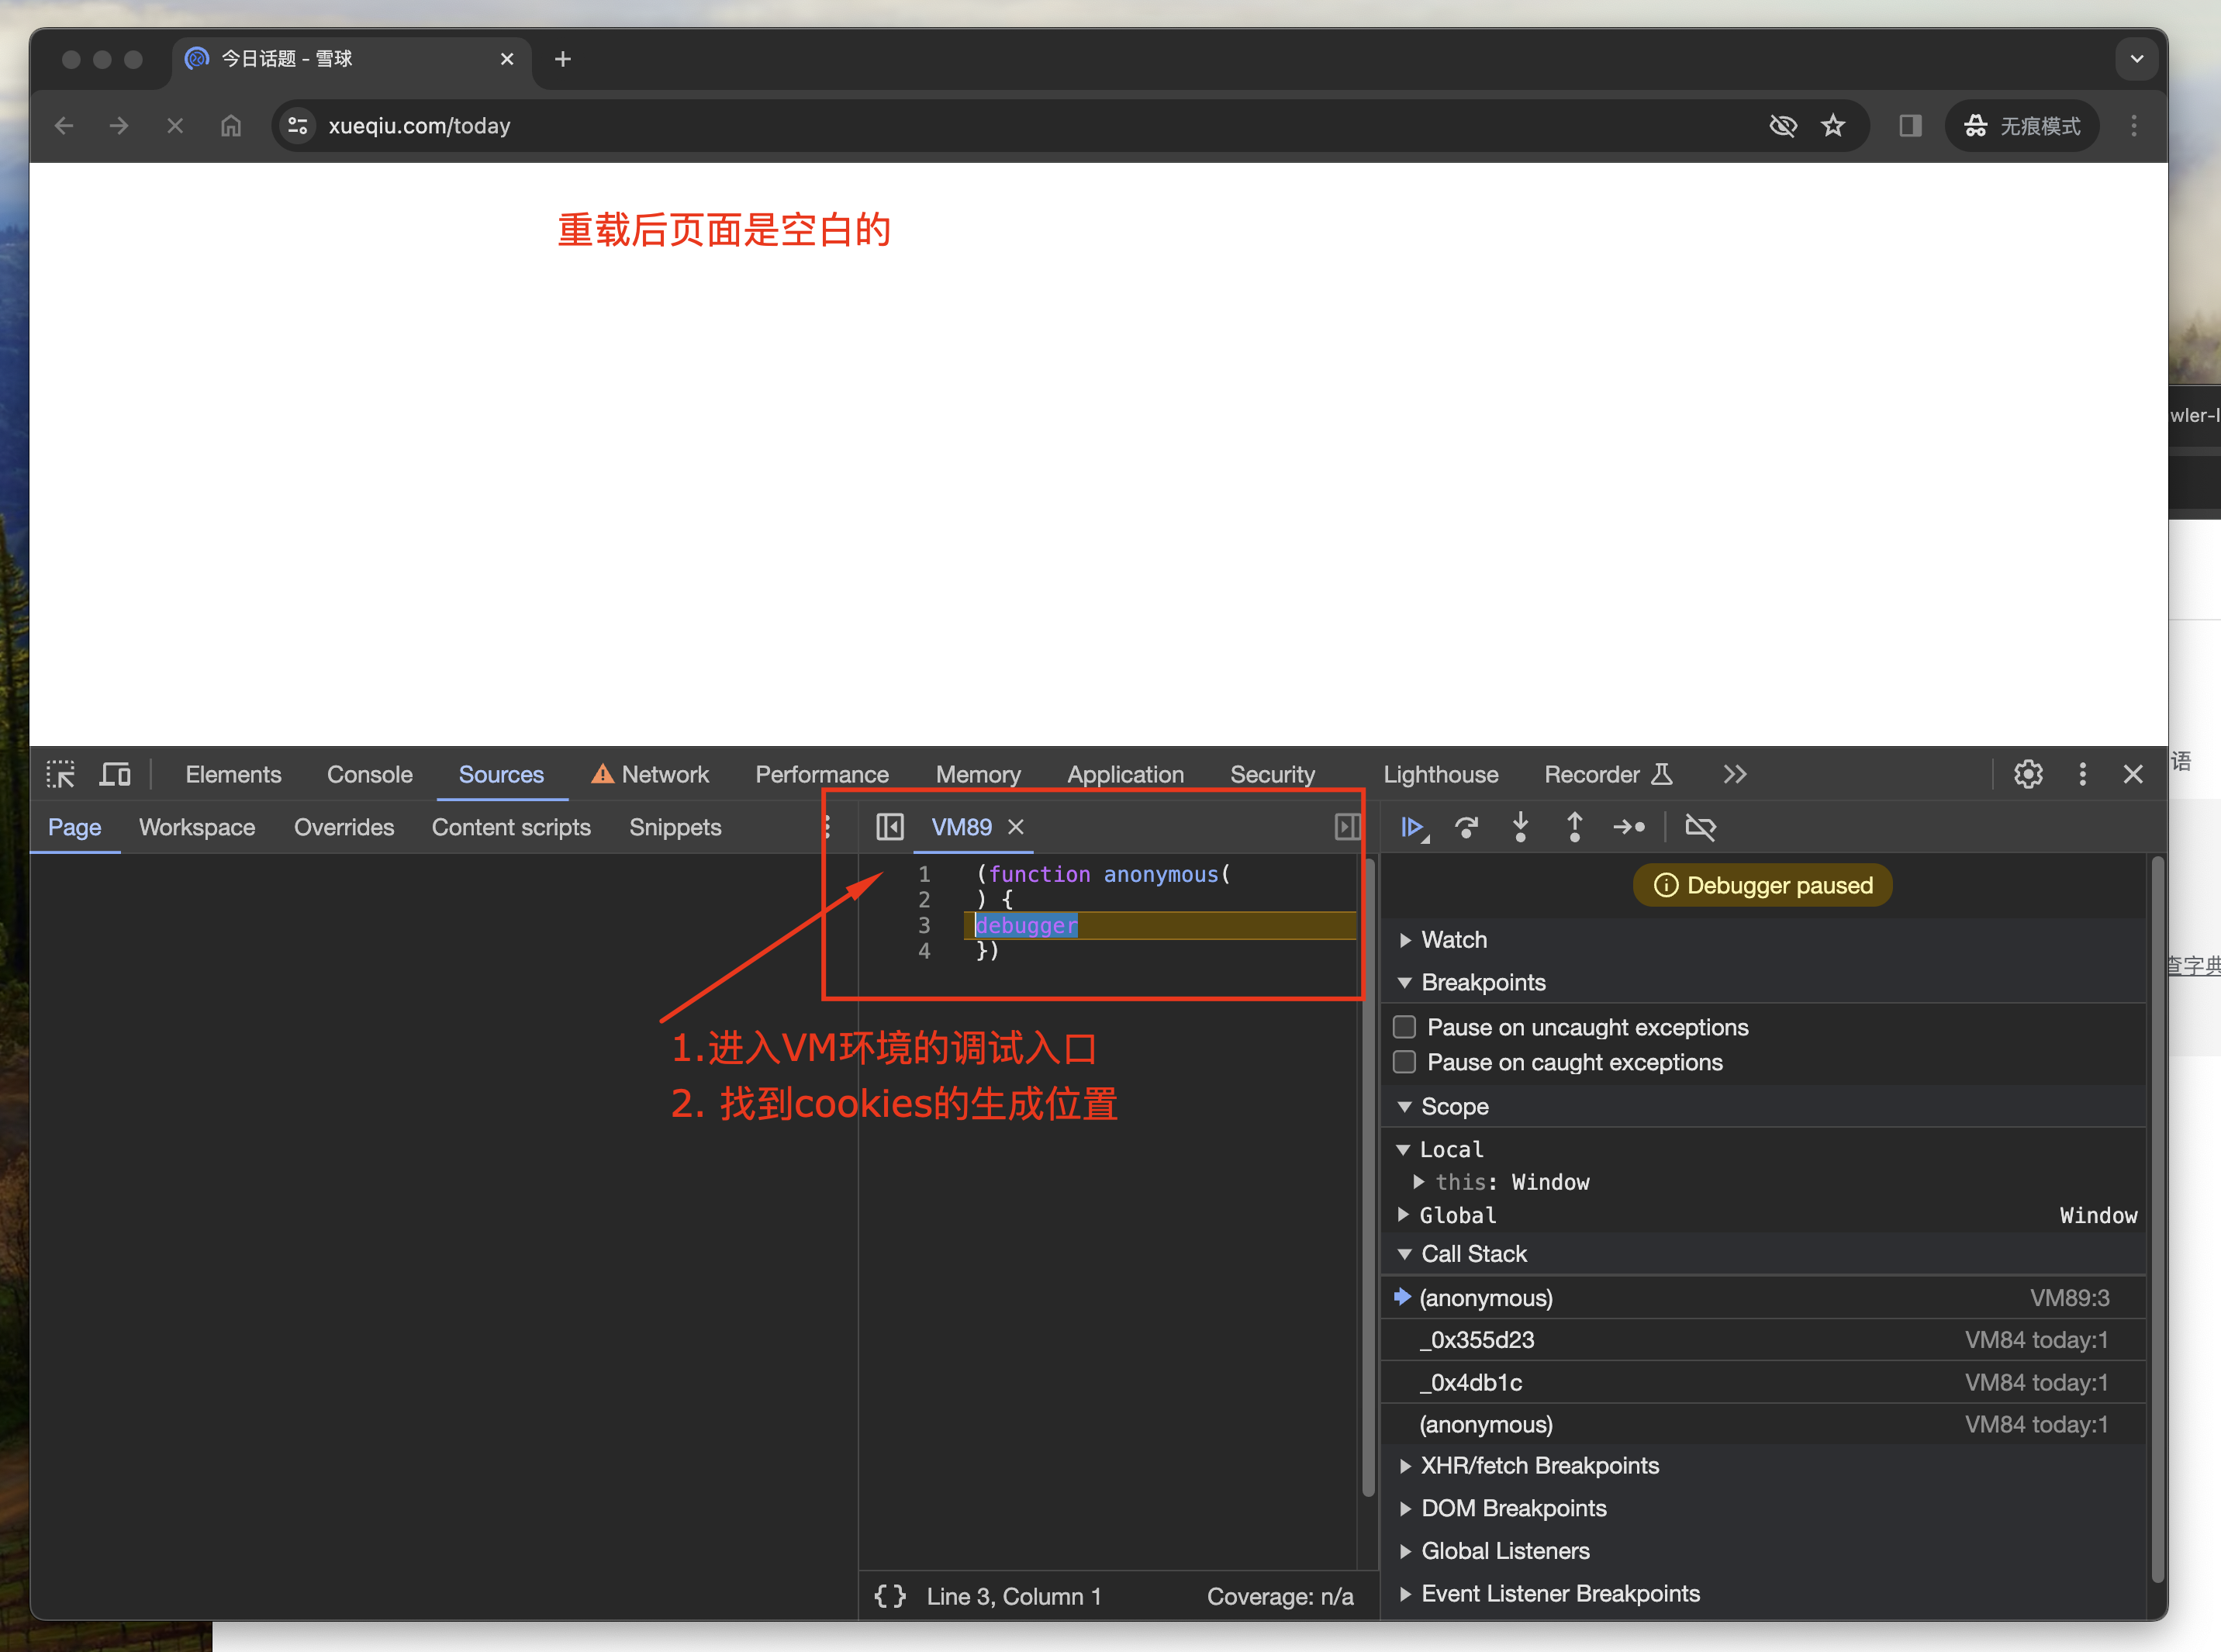 今日话题 - 雪球
xueqiu.com/today
无痕模式
重载后页面是空白的
wler-l
语
查字典
Elements Console Sources Network Performance Memory Application Security Lighthouse Recorder
Page Workspace Overrides Content scripts Snippets
VM89
1 (function anonymous(
2 ) {
3 debugger
4 })
1.进入VM环境的调试入口
2. 找到cookies的生成位置
{ } Line 3, Column 1 Coverage: n/a
Debugger paused
Watch
Breakpoints
Pause on uncaught exceptions
Pause on caught exceptions
Scope
Local
this: Window
Global Window
Call Stack
(anonymous) VM89:3
_0x355d23 VM84 today:1
_0x4db1c VM84 today:1
(anonymous) VM84 today:1
XHR/fetch Breakpoints
DOM Breakpoints
Global Listeners
Event Listener Breakpoints